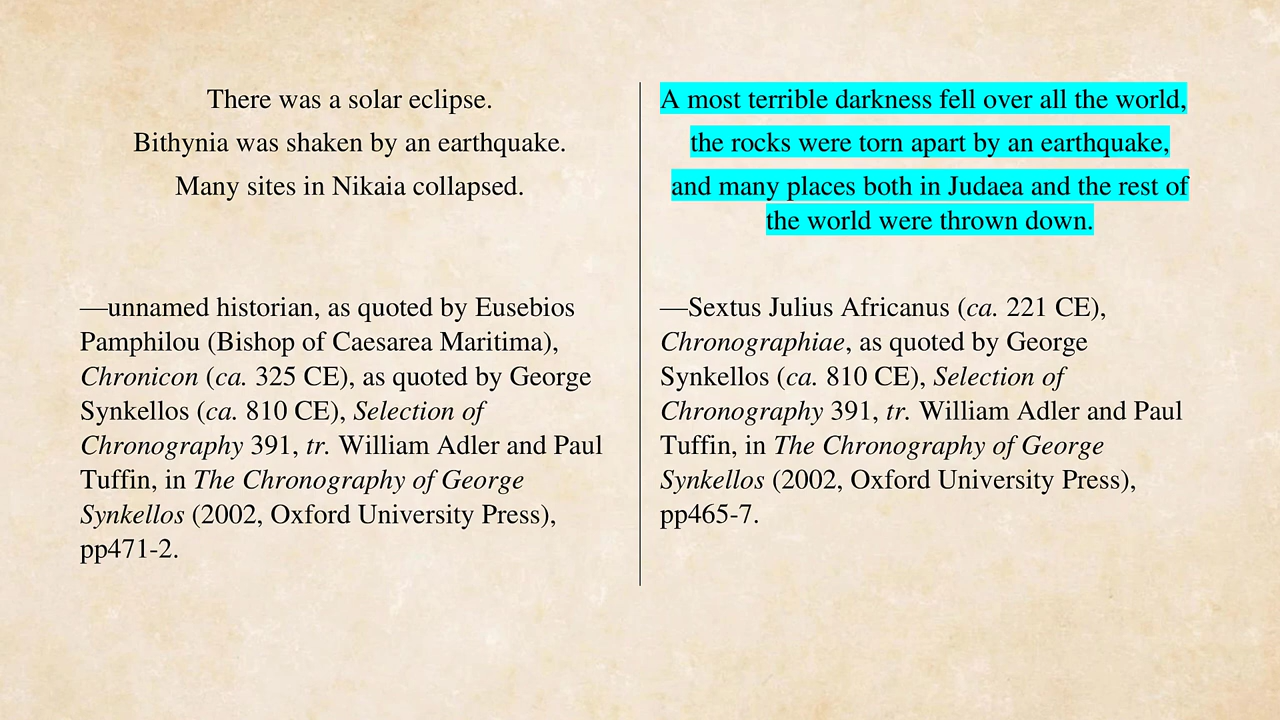 There was a solar eclipse.
Bithynia was shaken by an earthquake.
Many sites in Nikaia collapsed.
—unnamed historian, as quoted by Eusebios
Pamphilou (Bishop of Caesarea Maritima),
Chronicon (ca. 325 CE), as quoted by George
Synkellos (ca. 810 CE), Selection of
Chronography 391, tr. William Adler and Paul
Tuffin, in The Chronography of George
Synkellos (2002, Oxford University Press),
pp471-2.
A most terrible darkness fell over all the world,
the rocks were torn apart by an earthquake,
and many places both in Judaea and the rest of
the world were thrown down.
—Sextus Julius Africanus (ca. 221 CE),
Chronographiae, as quoted by George
Synkellos (ca. 810 CE), Selection of
Chronography 391, tr. William Adler and Paul
Tuffin, in The Chronography of George
Synkellos (2002, Oxford University Press),
pp465-7.